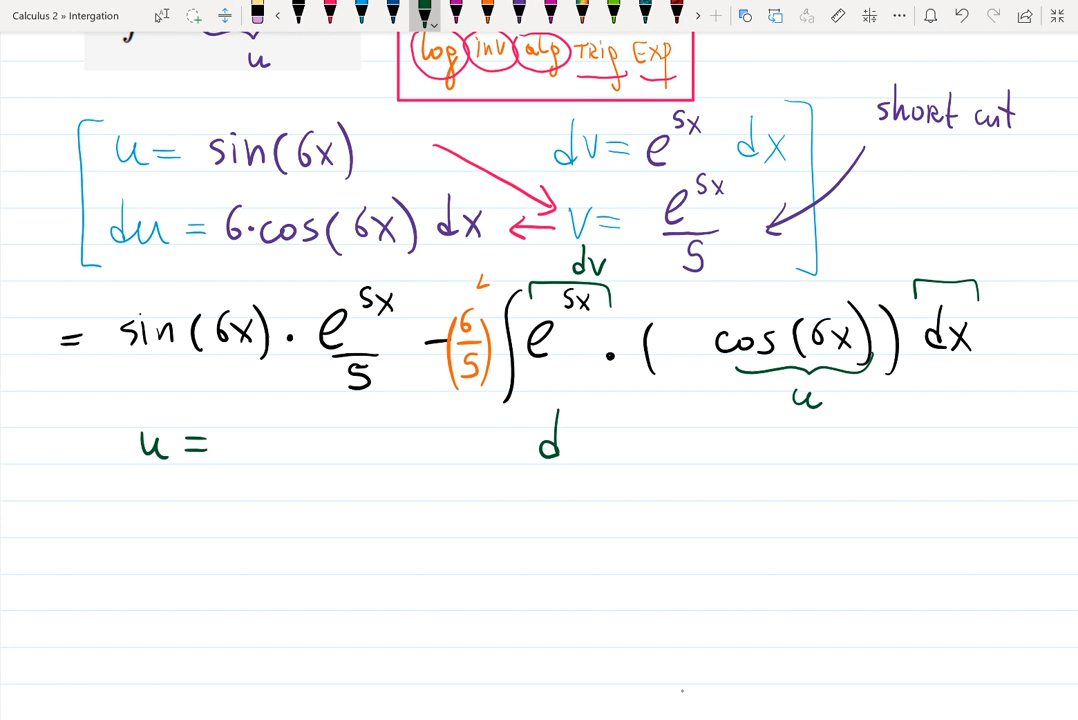 Calculus 2 » Intergation
u
log inv alg Trig Exp
short cut
u = sin(6x) dv = e^5x dx
du = 6·cos(6x) dx v = e^5x/5
dv
= sin(6x) · e^5x/5 - (6/5) ∫ e^5x · ( cos(6x)) dx
u
u = d